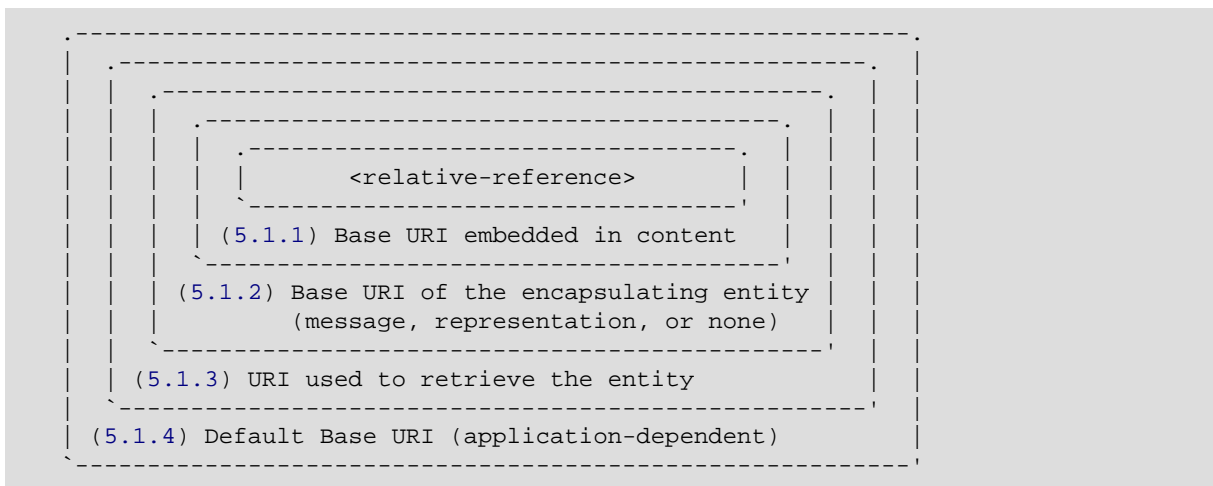 <relative-reference>
(5.1.1) Base URI embedded in content
(5.1.2) Base URI of the encapsulating entity
(message, representation, or none)
(5.1.3) URI used to retrieve the entity
(5.1.4) Default Base URI (application-dependent)